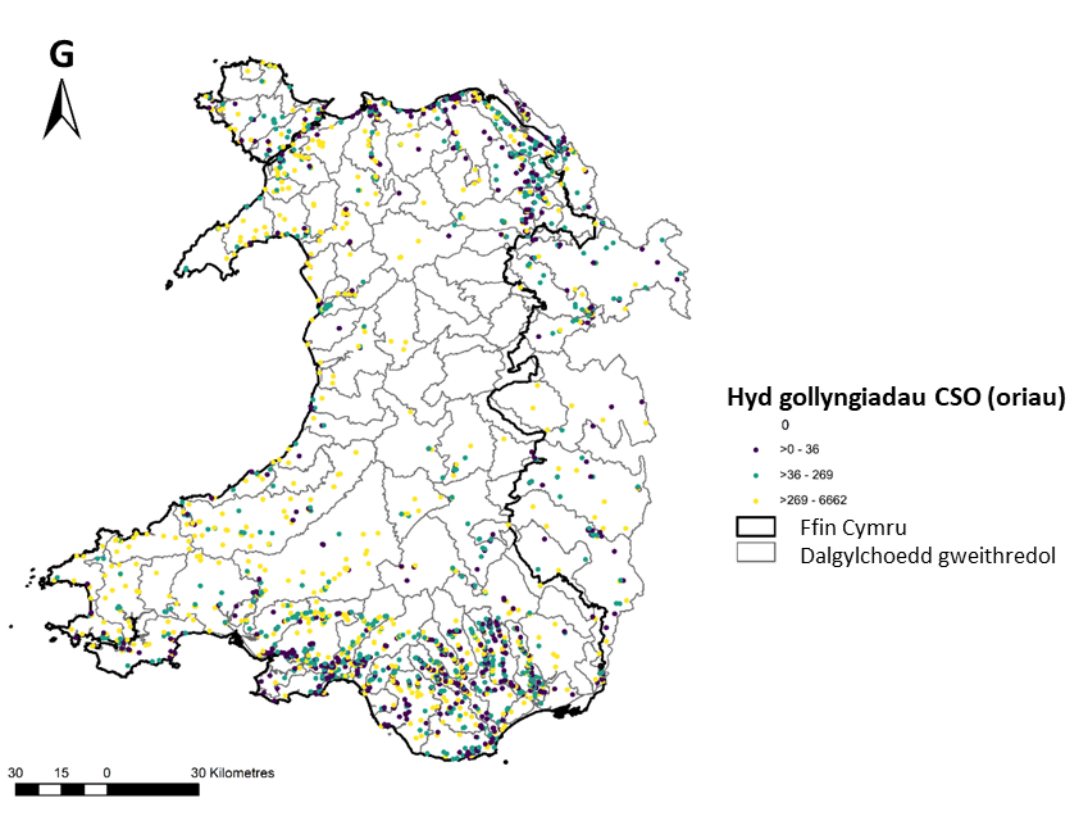 G
Hyd gollyngiadau CSO (oriau)
0
>0 - 36
>36 - 269
>269 - 6662
Ffin Cymru
Dalgylchoedd gweithredol
30 15 0 30 Kilometres